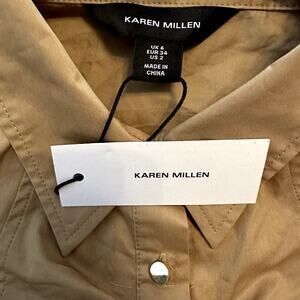 KAREN MILLEN
UK 6
EUR 34
US 2
MADE IN
CHINA
KAREN MILLEN